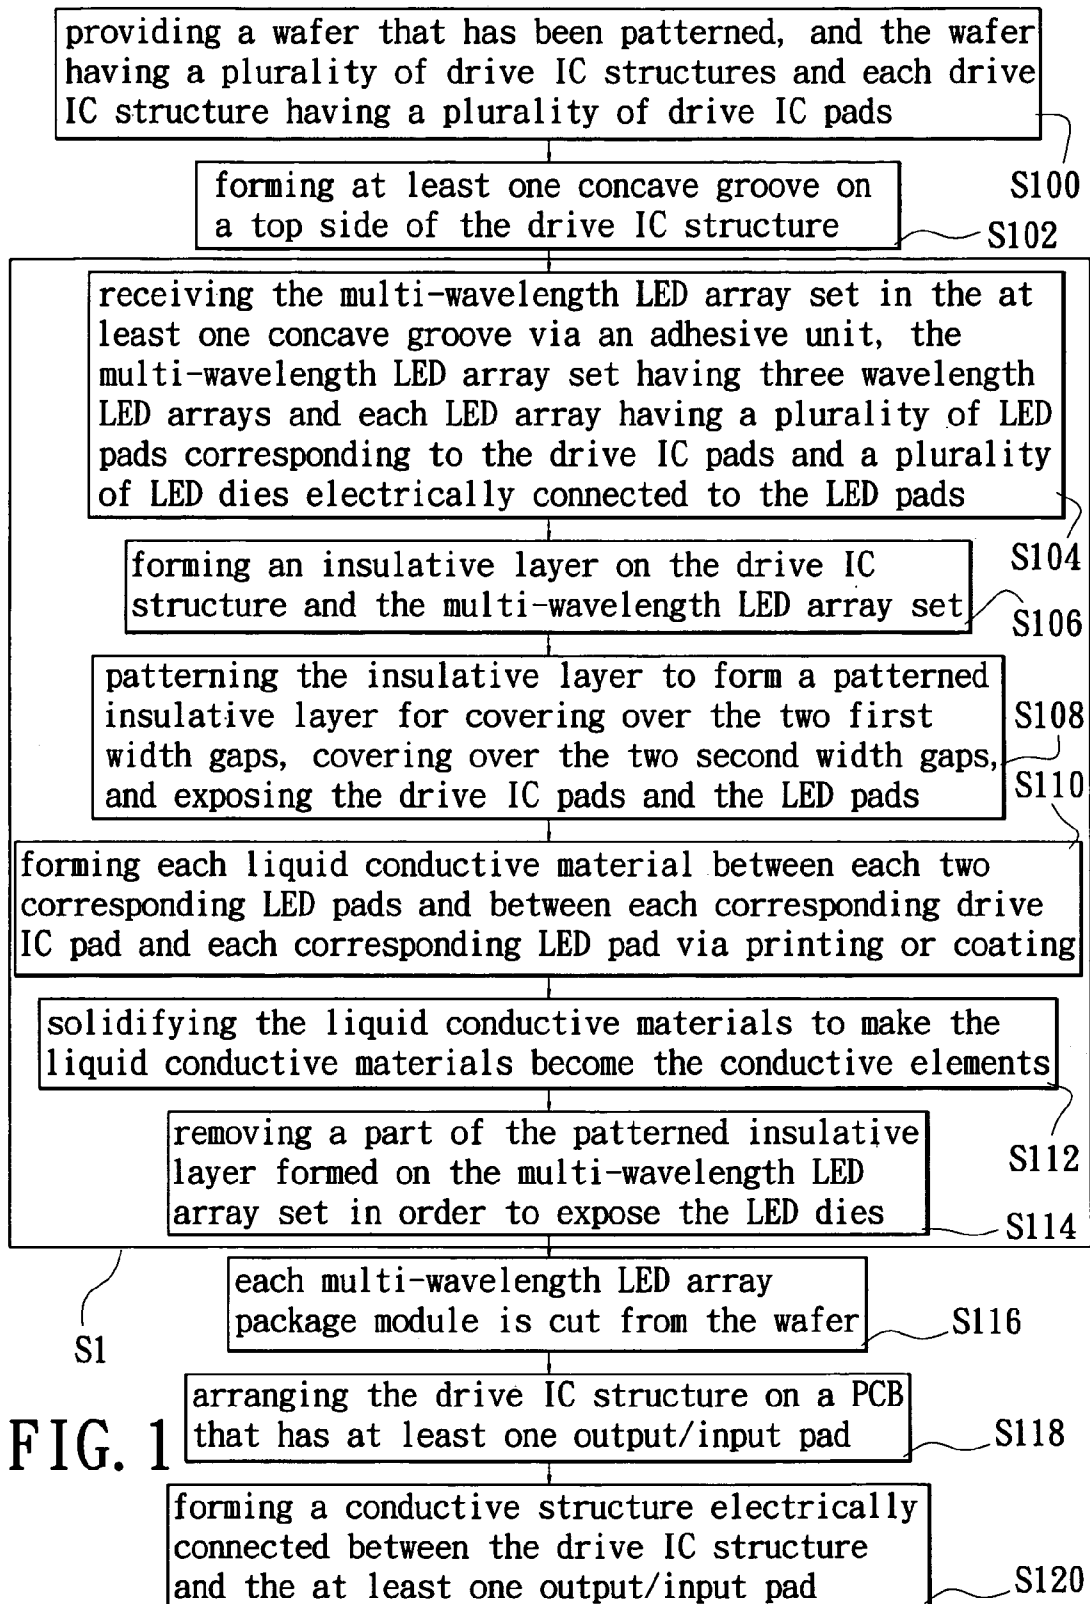 providing a wafer that has been patterned, and the wafer
having a plurality of drive IC structures and each drive
IC structure having a plurality of drive IC pads
S100
forming at least one concave groove on
a top side of the drive IC structure
S102
receiving the multi-wavelength LED array set in the at
least one concave groove via an adhesive unit, the
multi-wavelength LED array set having three wavelength
LED arrays and each LED array having a plurality of LED
pads corresponding to the drive IC pads and a plurality
of LED dies electrically connected to the LED pads
S104
forming an insulative layer on the drive IC
structure and the multi-wavelength LED array set
S106
patterning the insulative layer to form a patterned
insulative layer for covering over the two first
width gaps, covering over the two second width gaps,
and exposing the drive IC pads and the LED pads
S108
S110
forming each liquid conductive material between each two
corresponding LED pads and between each corresponding drive
IC pad and each corresponding LED pad via printing or coating
solidifying the liquid conductive materials to make the
liquid conductive materials become the conductive elements
S112
removing a part of the patterned insulative
layer formed on the multi-wavelength LED
array set in order to expose the LED dies
S114
S1
each multi-wavelength LED array
package module is cut from the wafer
S116
arranging the drive IC structure on a PCB
that has at least one output/input pad
S118
FIG. 1
forming a conductive structure electrically
connected between the drive IC structure
and the at least one output/input pad
S120